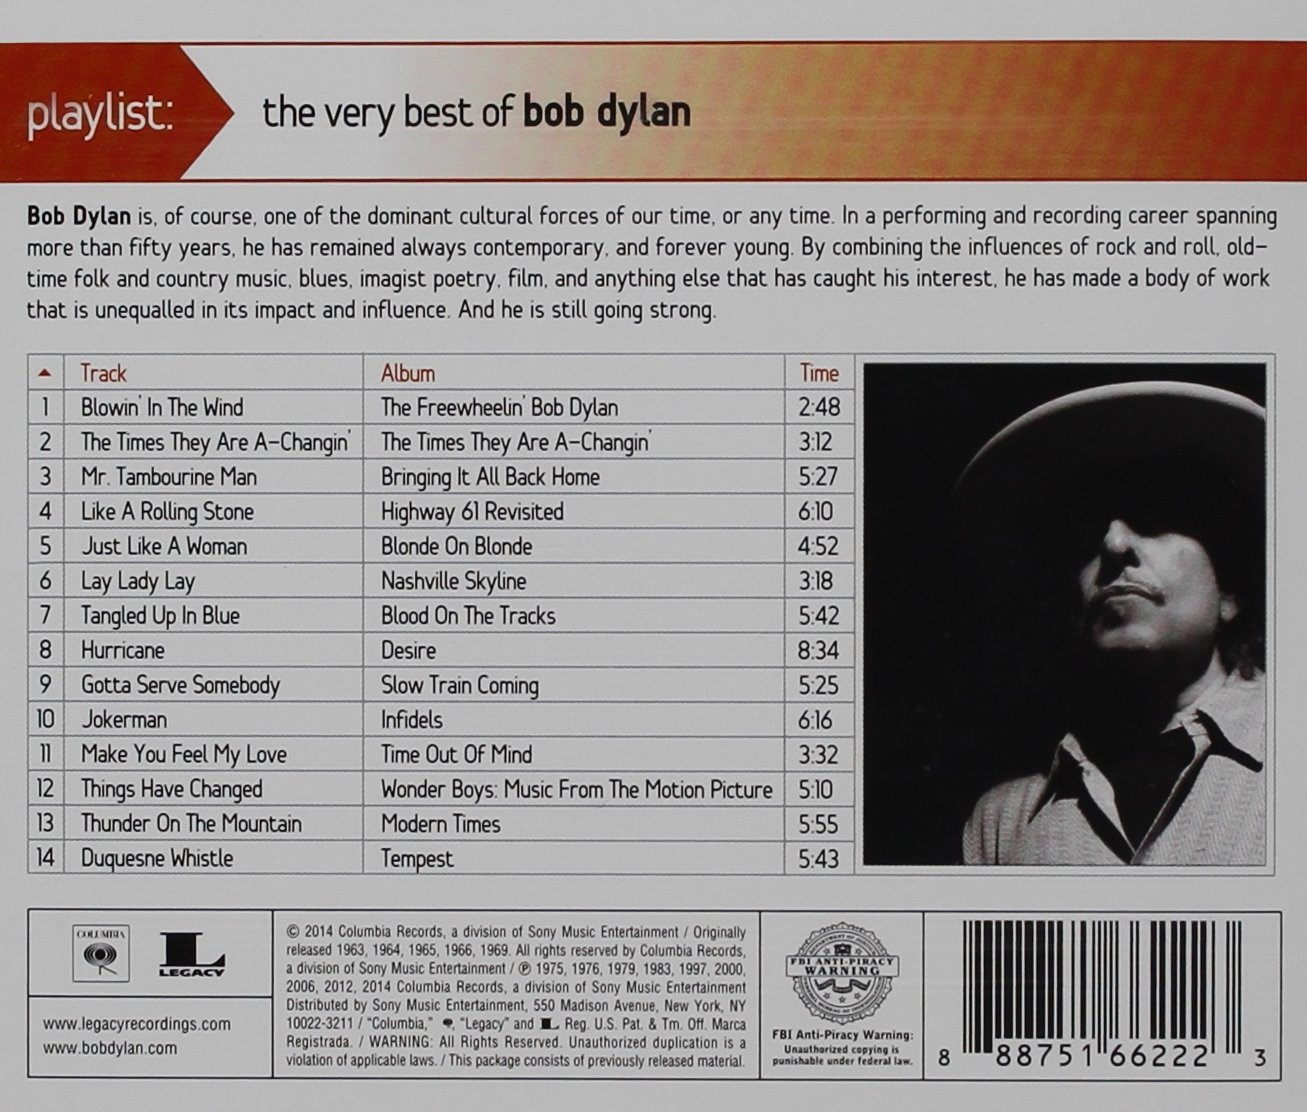 playlist: the very best of bob dylan
Bob Dylan is, of course, one of the dominant cultural forces of our time, or any time. In a performing and recording career spanning
more than fifty years, he has remained always contemporary, and forever young. By combining the influences of rock and roll, old–
time folk and country music, blues, imagist poetry, film, and anything else that has caught his interest, he has made a body of work
that is unequalled in its impact and influence. And he is still going strong.
Track Album Time
1 Blowin' In The Wind The Freewheelin' Bob Dylan 2:48
2 The Times They Are A–Changin' The Times They Are A–Changin' 3:12
3 Mr. Tambourine Man Bringing It All Back Home 5:27
4 Like A Rolling Stone Highway 61 Revisited 6:10
5 Just Like A Woman Blonde On Blonde 4:52
6 Lay Lady Lay Nashville Skyline 3:18
7 Tangled Up In Blue Blood On The Tracks 5:42
8 Hurricane Desire 8:34
9 Gotta Serve Somebody Slow Train Coming 5:25
10 Jokerman Infidels 6:16
11 Make You Feel My Love Time Out Of Mind 3:32
12 Things Have Changed Wonder Boys: Music From The Motion Picture 5:10
13 Thunder On The Mountain Modern Times 5:55
14 Duquesne Whistle Tempest 5:43
COLUMBIA
LEGACY
www.legacyrecordings.com
www.bobdylan.com
© 2014 Columbia Records, a division of Sony Music Entertainment / Originally
released 1963, 1964, 1965, 1966, 1969. All rights reserved by Columbia Records,
a division of Sony Music Entertainment / ℗ 1975, 1976, 1979, 1983, 1997, 2000,
2006, 2012, 2014 Columbia Records, a division of Sony Music Entertainment
Distributed by Sony Music Entertainment, 550 Madison Avenue, New York, NY
10022-3211 / "Columbia," , "Legacy" and L Reg. U.S. Pat. & Tm. Off. Marca
Registrada. / WARNING: All Rights Reserved. Unauthorized duplication is a
violation of applicable laws. / This package consists of previously released material.
FBI ANTI-PIRACY
WARNING
FBI Anti-Piracy Warning:
Unauthorized copying is
punishable under federal law.
8 88751 66222 3